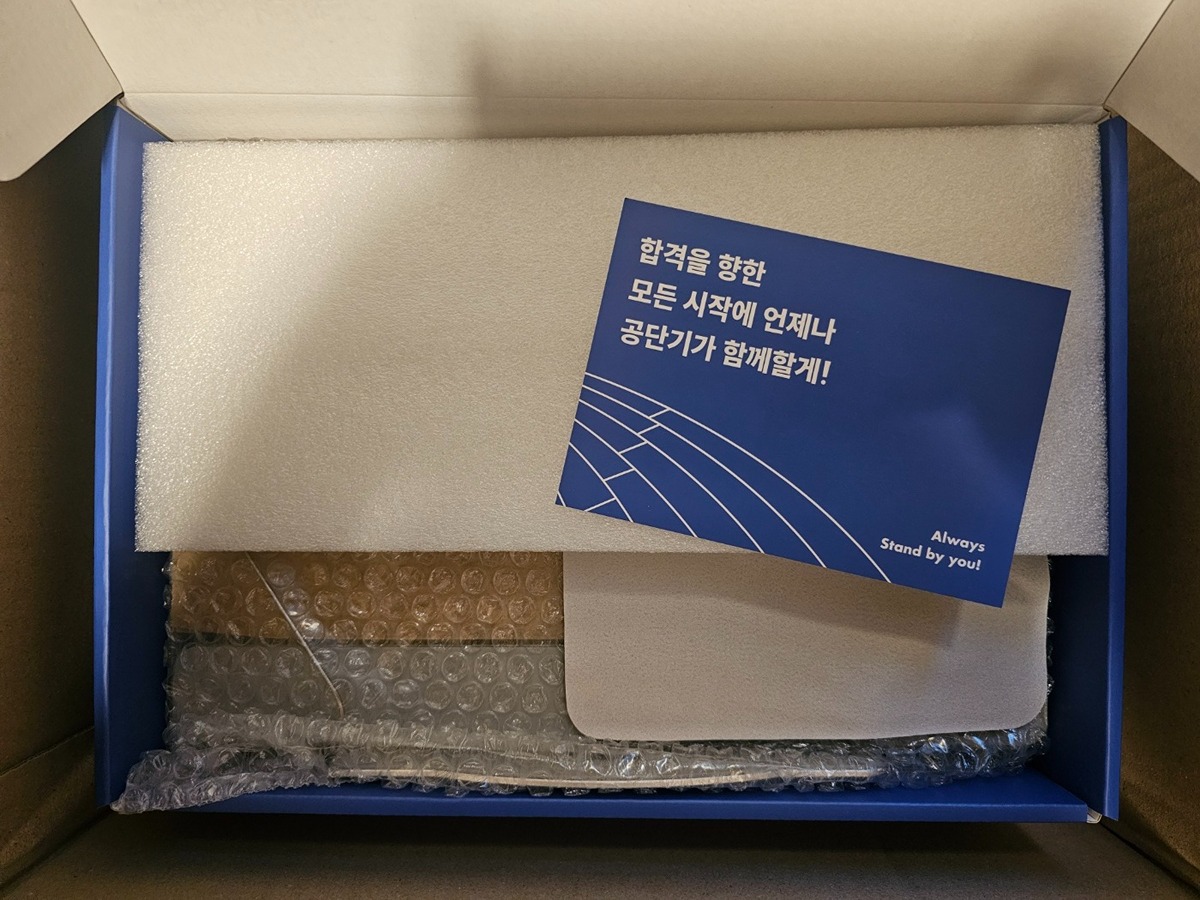 합격을 향한
모든 시작에 언제나
공단기가 함께할게!
Always
Stand by you!